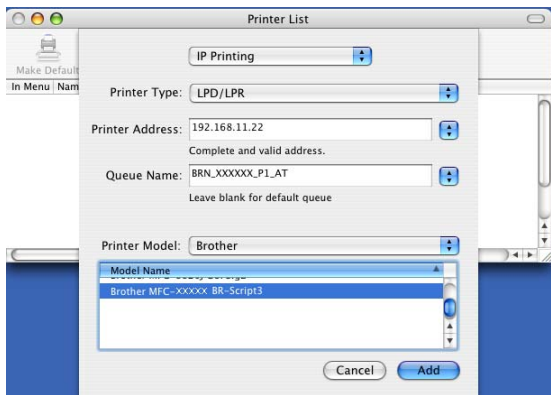 Printer List
IP Printing
Make Default
In Menu Nam
Printer Type: LPD/LPR
Printer Address: 192.168.11.22
Complete and valid address.
Queue Name: BRN_XXXXXX_P1_AT
Leave blank for default queue
Printer Model: Brother
Model Name
Brother MFC-XXXXX BR-Script3
Cancel Add